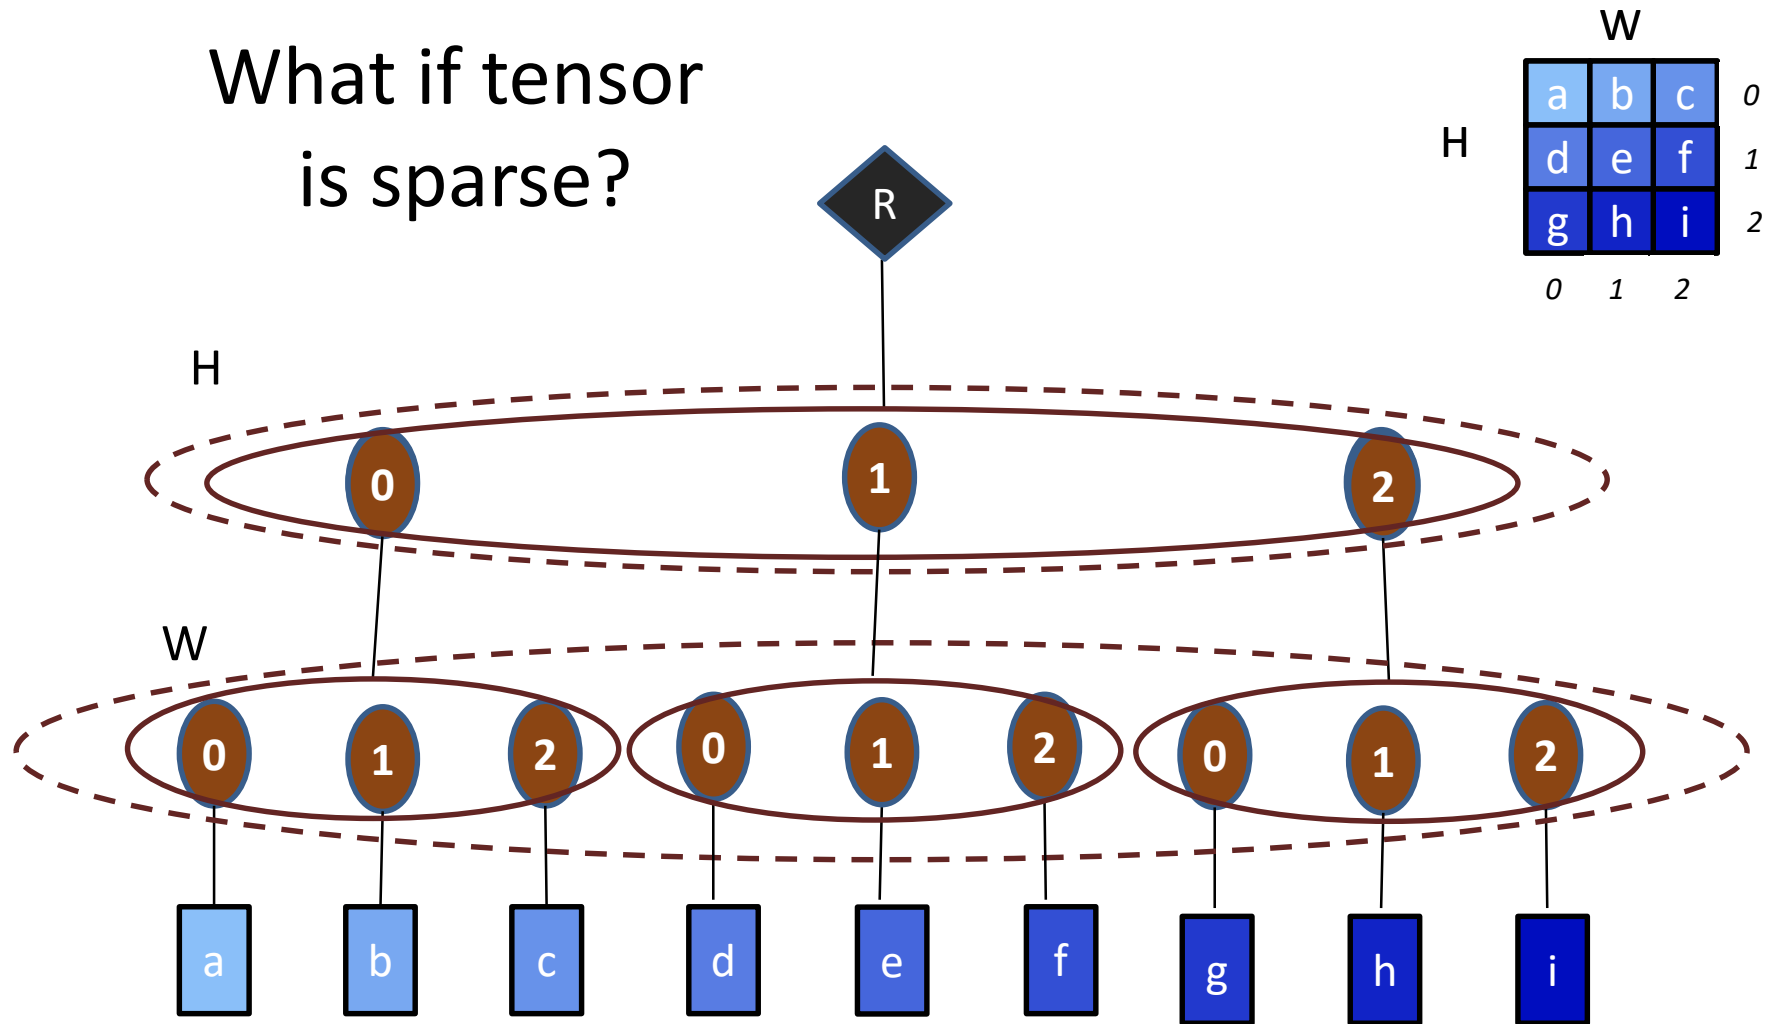 What if tensor
is sparse?
W
a b c 0
H
d e f 1
g h i 2
0 1 2
R
H
0 1 2
W
0 1 2 0 1 2 0 1 2
a b c d e f g h i